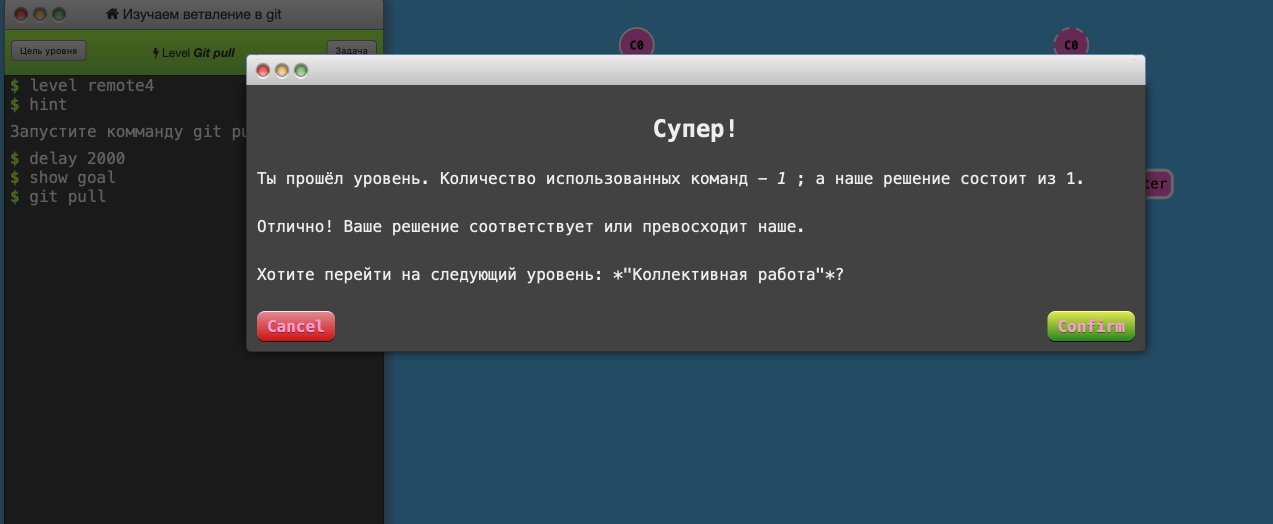 Изучаем ветвление в git
Цель уровня
Level Git pull
Задача
$ level remote4
$ hint
Запустите комманду git pu
$ delay 2000
$ show goal
$ git pull
C0
C0
Супер!
Ты прошёл уровень. Количество использованных команд – 1 ; а наше решение состоит из 1.
Отлично! Ваше решение соответствует или превосходит наше.
Хотите перейти на следующий уровень: *"Коллективная работа"*?
Cancel
Confirm
ter